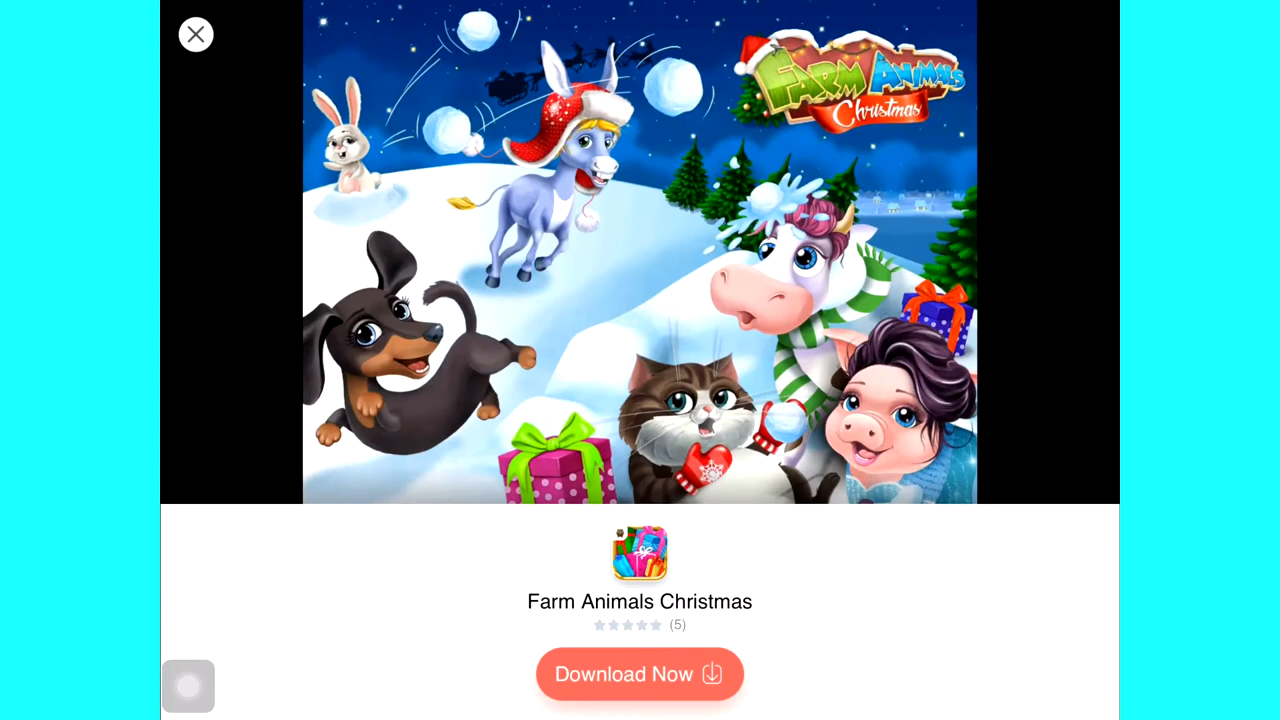 FARM ANIMALS
Christmas
Farm Animals Christmas
(5)
Download Now